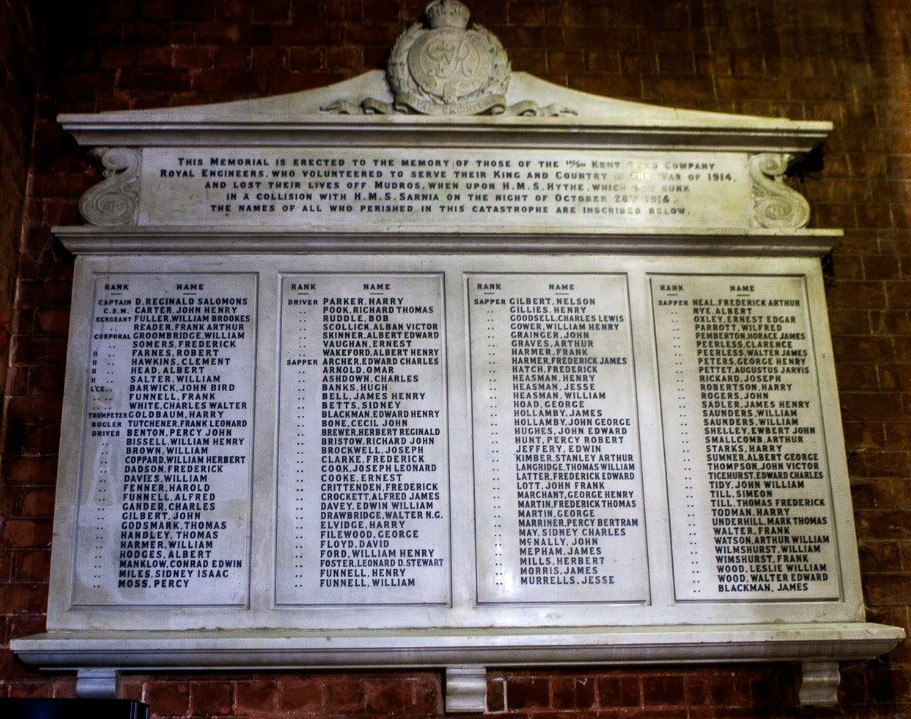 THIS MEMORIAL IS ERECTED TO THE MEMORY OF THOSE OF THE KENT COMPANY
ROYAL ENGINEERS, WHO VOLUNTEERED TO SERVE THEIR KING AND COUNTRY IN THE WAR OF 1914,
AND LOST THEIR LIVES OFF MUDROS, WHEN UPON H.M.S. HYTHE, WHICH WAS SUNK
IN A COLLISION WITH H.M.S. SARNIA ON THE NIGHT OF OCTOBER 28TH
THE NAMES OF ALL WHO PERISHED IN THIS CATASTROPHE ARE INSCRIBED BELOW.
RANK NAME
CAPTAIN D. REGINALD SALOMONS
C.S.M. CARTER, JOHN HENRY
SERGEANT FULLER, WILLIAM BROOKES
READER, FRANK ARTHUR
CORPORAL GROOMBRIDGE, WILLIAM
SOMERS, FREDERICK
FARNES, ROBERT
HAWKINS, CLEMENT
HEAD, ALBERT
SALTER, WILLIAM
L/CE. BARWICK, JOHN BIRD
FUNNELL, FRANK
WHITE, CHARLES WALTER
TRUMPETER GOLDBAUM, HARRY
BUGLER TUTCHENER, FRANK LEONARD
DRIVER BENTON, PERCY JOHN
BISSELL, WILLIAM HENRY
BROWN, WILLIAM
COPPARD, WILLIAM HERBERT
DADSON, FREDERICK
DAVIES, WILLIAM
FENNER, HAROLD
FUNNELL, ALFRED
GANDER, CHARLES
GILBERT, JOHN
GODSMARK, THOMAS
HANDLEY, THOMAS
HARMER, WILLIAM
HODGES, ALBERT
MANKLOW, CONRAD EDWIN
MILES, SIDNEY ISAAC
MOSS, PERCY
RANK NAME
DRIVER PARKER, HARRY
POOK, RICHARD THOMAS
RUDDLE, BOB
SCOLLICK, ALBAN VICTOR
SKINNER, ALBERT EDWARD
VAUGHAN, ERNEST
WAKEFORD, ALBERT HENRY
SAPPER ARCHER, EDWARD CHARLES
ARNOLD, OMAR
ASHDOWN, CHARLES
BANKS, HUGH
BELL, JAMES HENRY
BETTS, SIDNEY
BLACKMAN, EDWARD HENRY
BONE, CECIL JOHN
BREWER, HERBERT REGINALD
BRISTOW, RICHARD JOHN
BROCKWELL, JOSEPH
CLARKE, FREDERICK
COOK, JOSEPH LEONARD
COOKE, ERNEST
CRITTENDEN, FREDERICK
CROCKETT, ALFRED JAMES
DAVEY, EDWIN WILLIAM
DRAWBRIDGE, WALTER N.G.
ELVIDGE, HARRY
FILEWOOD, GEORGE
FLOYD, DAVID
FORD, WILLIAM HENRY
FOSTER, LEONARD D. STEWART
FUNNELL, HENRY
FUNNELL, WILLIAM
RANK NAME
SAPPER GILBERT, NELSON
GILLIES, HENRY
GOODSELL, CHARLES LEWIS
GOWER, WILLIAM HENRY
GRAINGER, JOHN
GRAVES, ARTHUR
HARMER, FRANK
HARMER, FREDERICK JAMES
HATCH, FREDERICK
HEASMAN, HENRY
HEASMAN, JESSE
HEASMAN, WILLIAM
HOAD, GEORGE
HOLLAMBY, JAMES
HOLLAMBY, JOHN GEORGE
HUGHES, JOHN EDWARD
HUNT, PERCY ROBERT
JEFFERY, EDWIN
KIMBER, STANLEY ARTHUR
LANGRIDGE, THOMAS WILLIAM
LATTER, FREDERICK EDWARD
LOTT, JOHN FRANK
MARCHANT, GEORGE HENRY
MARTIN, FREDERICK THOMAS
MARTIN, GEORGE
MARRINER, PERCY BERTRAM
MAY, SIDNEY CHARLES
McNALLY, JOHN
MEPHAM, JAMES
MILLS, HERBERT
MORRIS, JAMES
MURRELLS, JESSE
RANK NAME
SAPPER NEAL, FREDERICK ARTHUR
NYE, ALBERT
OXLEY, ERNEST EDGAR
PARROTT, WILFRED
PEMBERTON, HORACE JAMES
PEERLESS, CLARENCE
PEERLESS, WALTER JAMES
PETERS, GEORGE HENRY
PETTET, AUGUSTUS JARVIS
RICKARD, JOSEPH
ROBERTSON, HARRY
ROGERS, JOHN
SADLER, JAMES HENRY
SAUNDERS, WILLIAM
SAUNDERS, WILLIAM
SHELLEY, EWBERT JOHN
SMALLCOMB, ARTHUR
STARKS, HARRY
SUMNER, ALBERT GEORGE
THOMPSON, JOHN VICTOR
TICEHURST, EDWARD CHARLES
TIDY, JOHN WILLIAM
TILL, SIMEON
TILL, THOMAS FREDERICK
TODMAN, HARRY
UNDERHILL, MARK THOMAS
WALTER, FRANK
WATSON, ARTHUR WILLIAM
WILMSHURST, WILLIAM
WIMSHURST, FRANK
WOOD, LESLIE WILLIAM
WOOD, WALTER EDWARD
BLACKMAN, JAMES